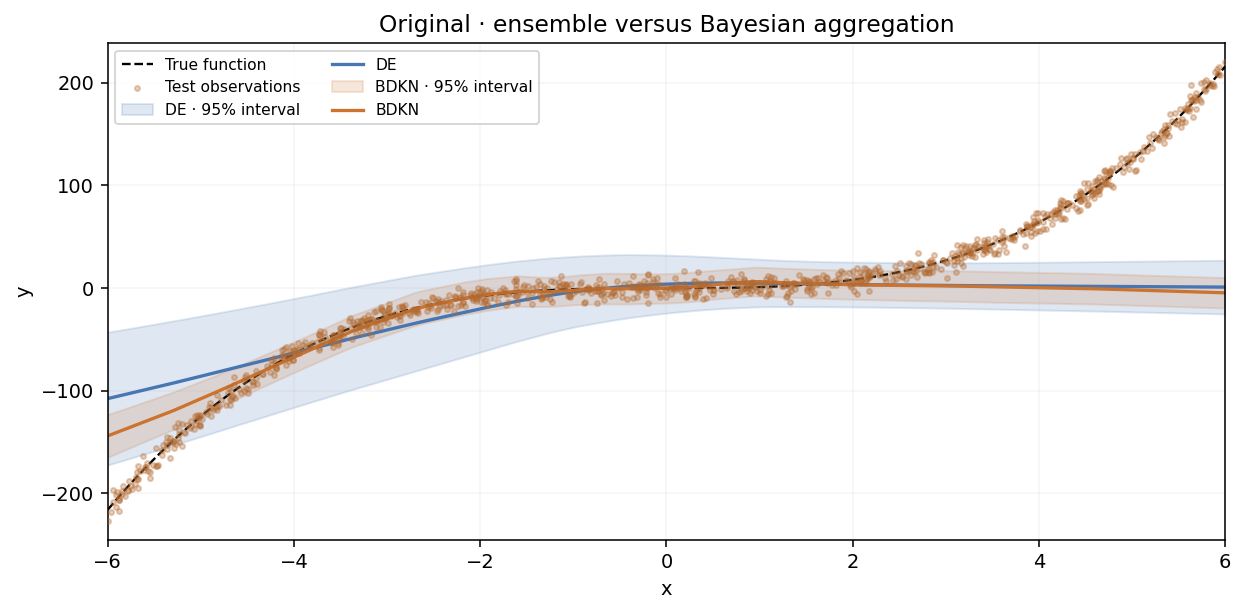 Original · ensemble versus Bayesian aggregation
True function
Test observations
DE · 95% interval
DE
BDKN · 95% interval
BDKN
y
200
100
0
−100
−200
−6
−4
−2
0
2
4
6
x